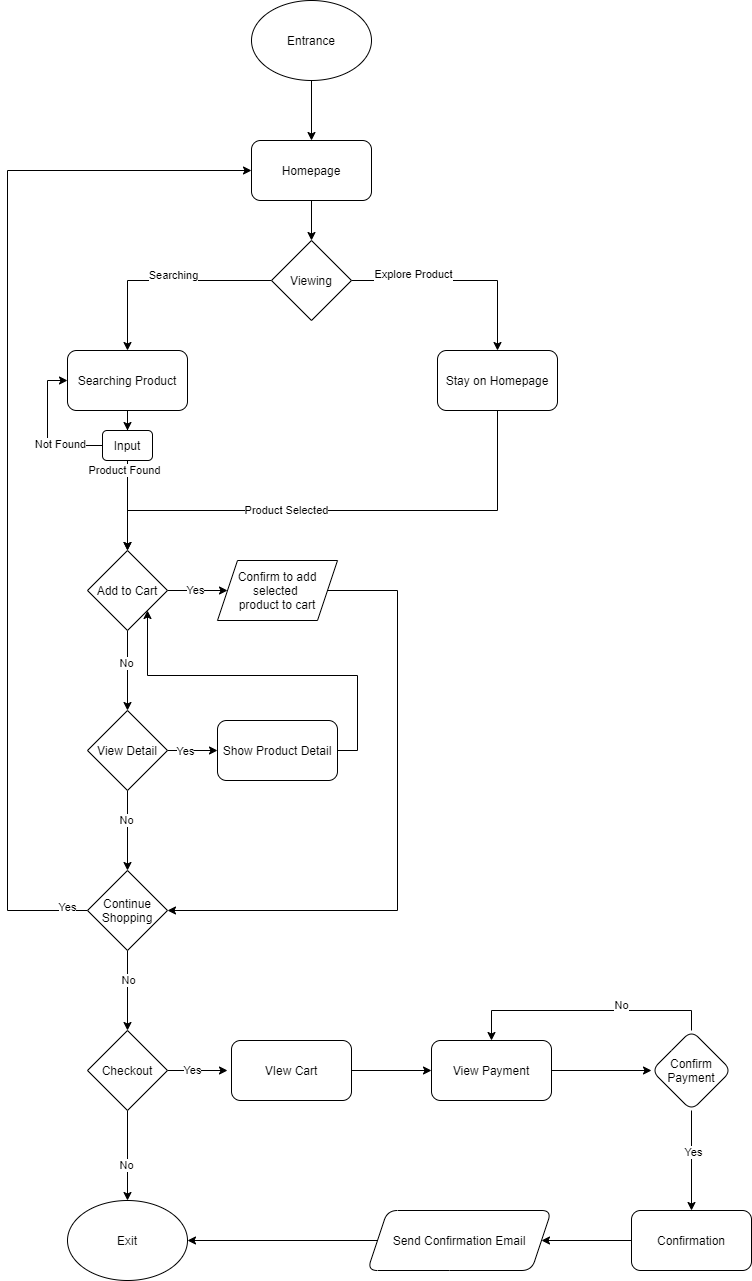 Entrance
Homepage
Viewing
Searching
Explore Product
Searching Product
Stay on Homepage
Not Found
Input
Product Found
Product Selected
Add to Cart
Yes
Confirm to add
selected
product to cart
No
View Detail
Yes
Show Product Detail
No
Yes
Continue
Shopping
No
No
Checkout
Yes
VIew Cart
View Payment
Confirm
Payment
Yes
No
Exit
Send Confirmation Email
Confirmation